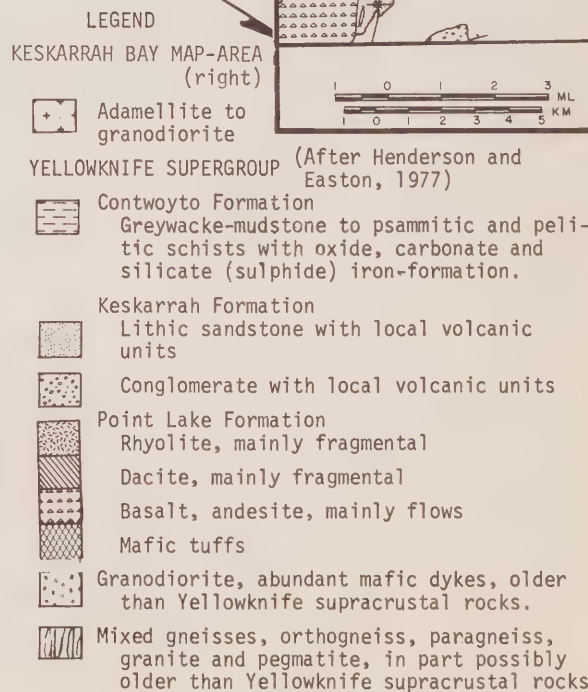 LEGEND
KESKARRAH BAY MAP-AREA
(right)
1 0 1 2 3 ML
1 0 1 2 3 4 5 KM
Adamellite to
granodiorite
YELLOWKNIFE SUPERGROUP (After Henderson and
Easton, 1977)
Contwoyto Formation
Greywacke-mudstone to psammitic and peli-
tic schists with oxide, carbonate and
silicate (sulphide) iron-formation.
Keskarrah Formation
Lithic sandstone with local volcanic
units
Conglomerate with local volcanic units
Point Lake Formation
Rhyolite, mainly fragmental
Dacite, mainly fragmental
Basalt, andesite, mainly flows
Mafic tuffs
Granodiorite, abundant mafic dykes, older
than Yellowknife supracrustal rocks.
Mixed gneisses, orthogneiss, paragneiss,
granite and pegmatite, in part possibly
older than Yellowknife supracrustal rocks